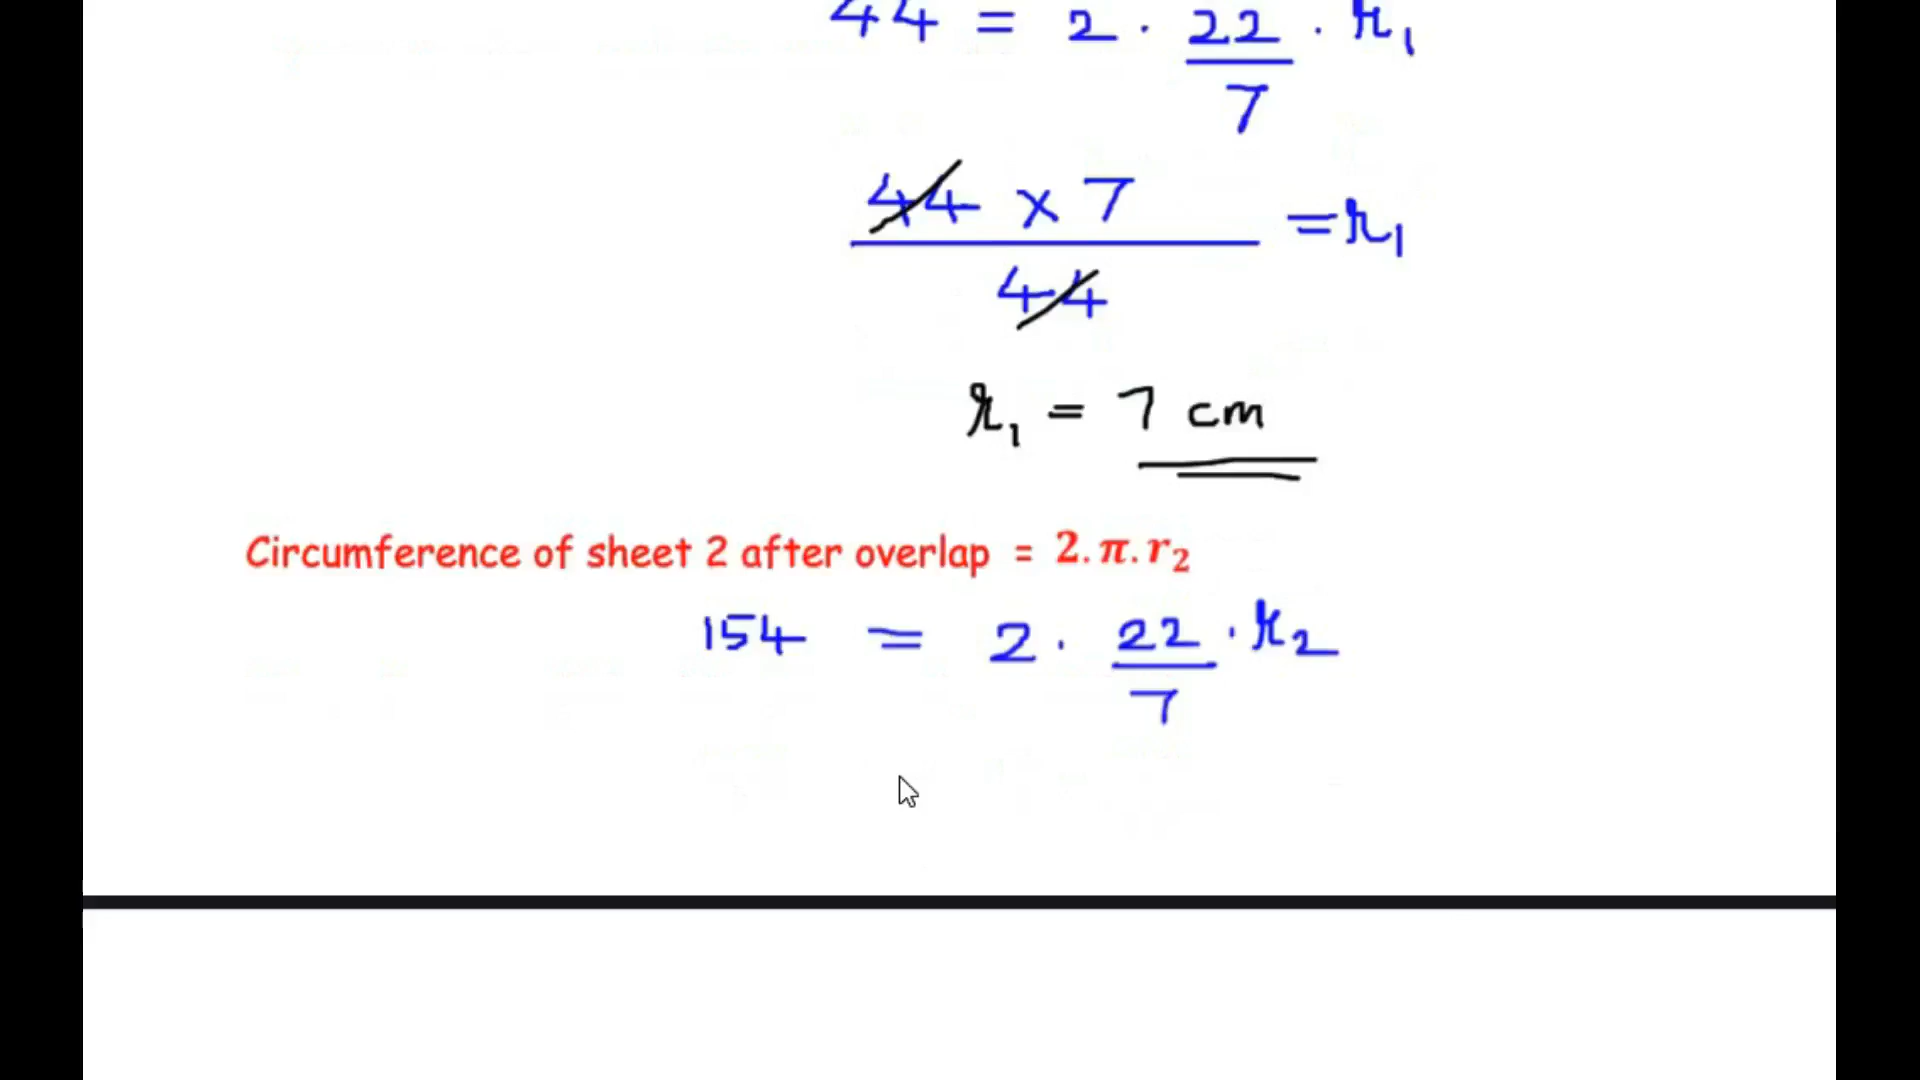 44 = 2 · 22/7 · r₁
44 × 7 / 44 = r₁
r₁ = 7 cm
Circumference of sheet 2 after overlap = 2.π.r₂
154 = 2 · 22/7 · r₂